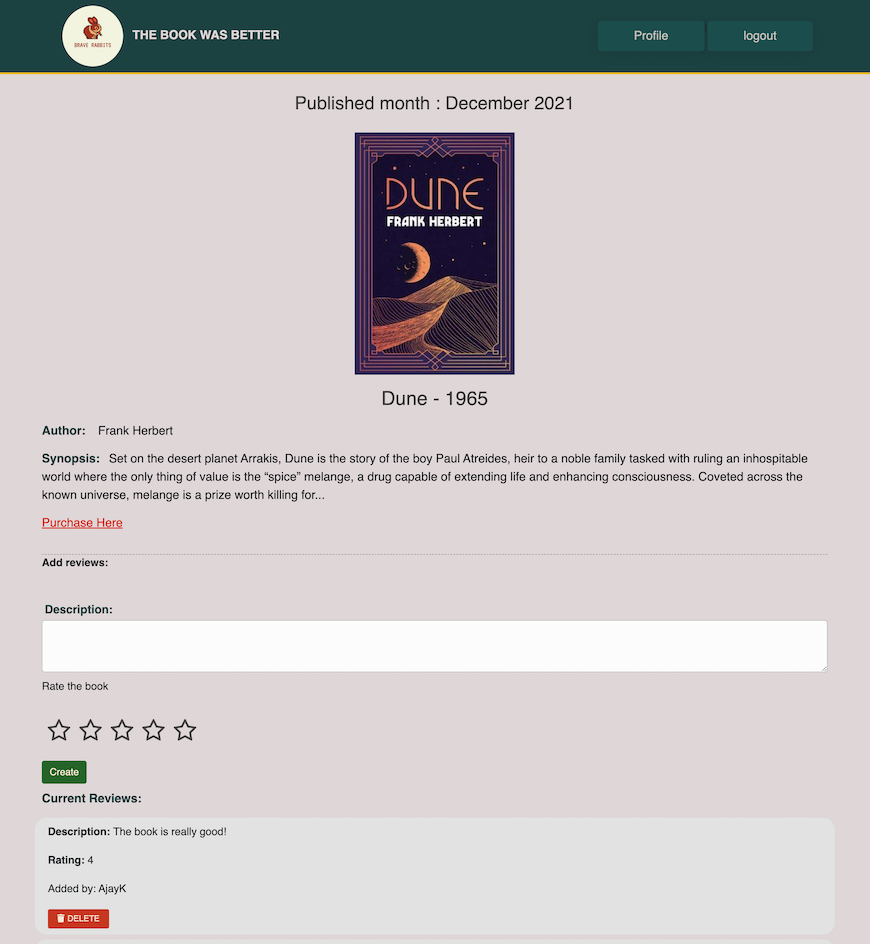 BRAVE RABBITS
THE BOOK WAS BETTER
Profile
logout
Published month : December 2021
DUNE
FRANK HERBERT
Dune - 1965
Author: Frank Herbert
Synopsis: Set on the desert planet Arrakis, Dune is the story of the boy Paul Atreides, heir to a noble family tasked with ruling an inhospitable
world where the only thing of value is the “spice” melange, a drug capable of extending life and enhancing consciousness. Coveted across the
known universe, melange is a prize worth killing for...
Purchase Here
Add reviews:
Description:
Rate the book
Create
Current Reviews:
Description: The book is really good!
Rating: 4
Added by: AjayK
DELETE